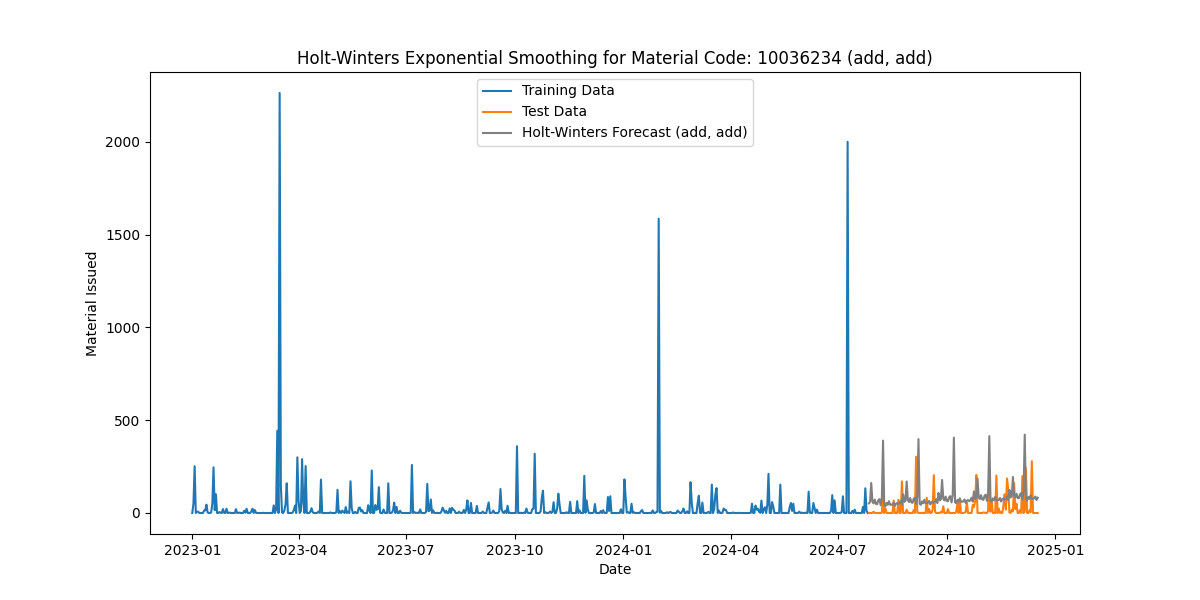 Holt-Winters Exponential Smoothing for Material Code: 10036234 (add, add)
Training Data
Test Data
Holt-Winters Forecast (add, add)
2000
1500
1000
500
0
Material Issued
2023-01
2023-04
2023-07
2023-10
2024-01
2024-04
2024-07
2024-10
2025-01
Date